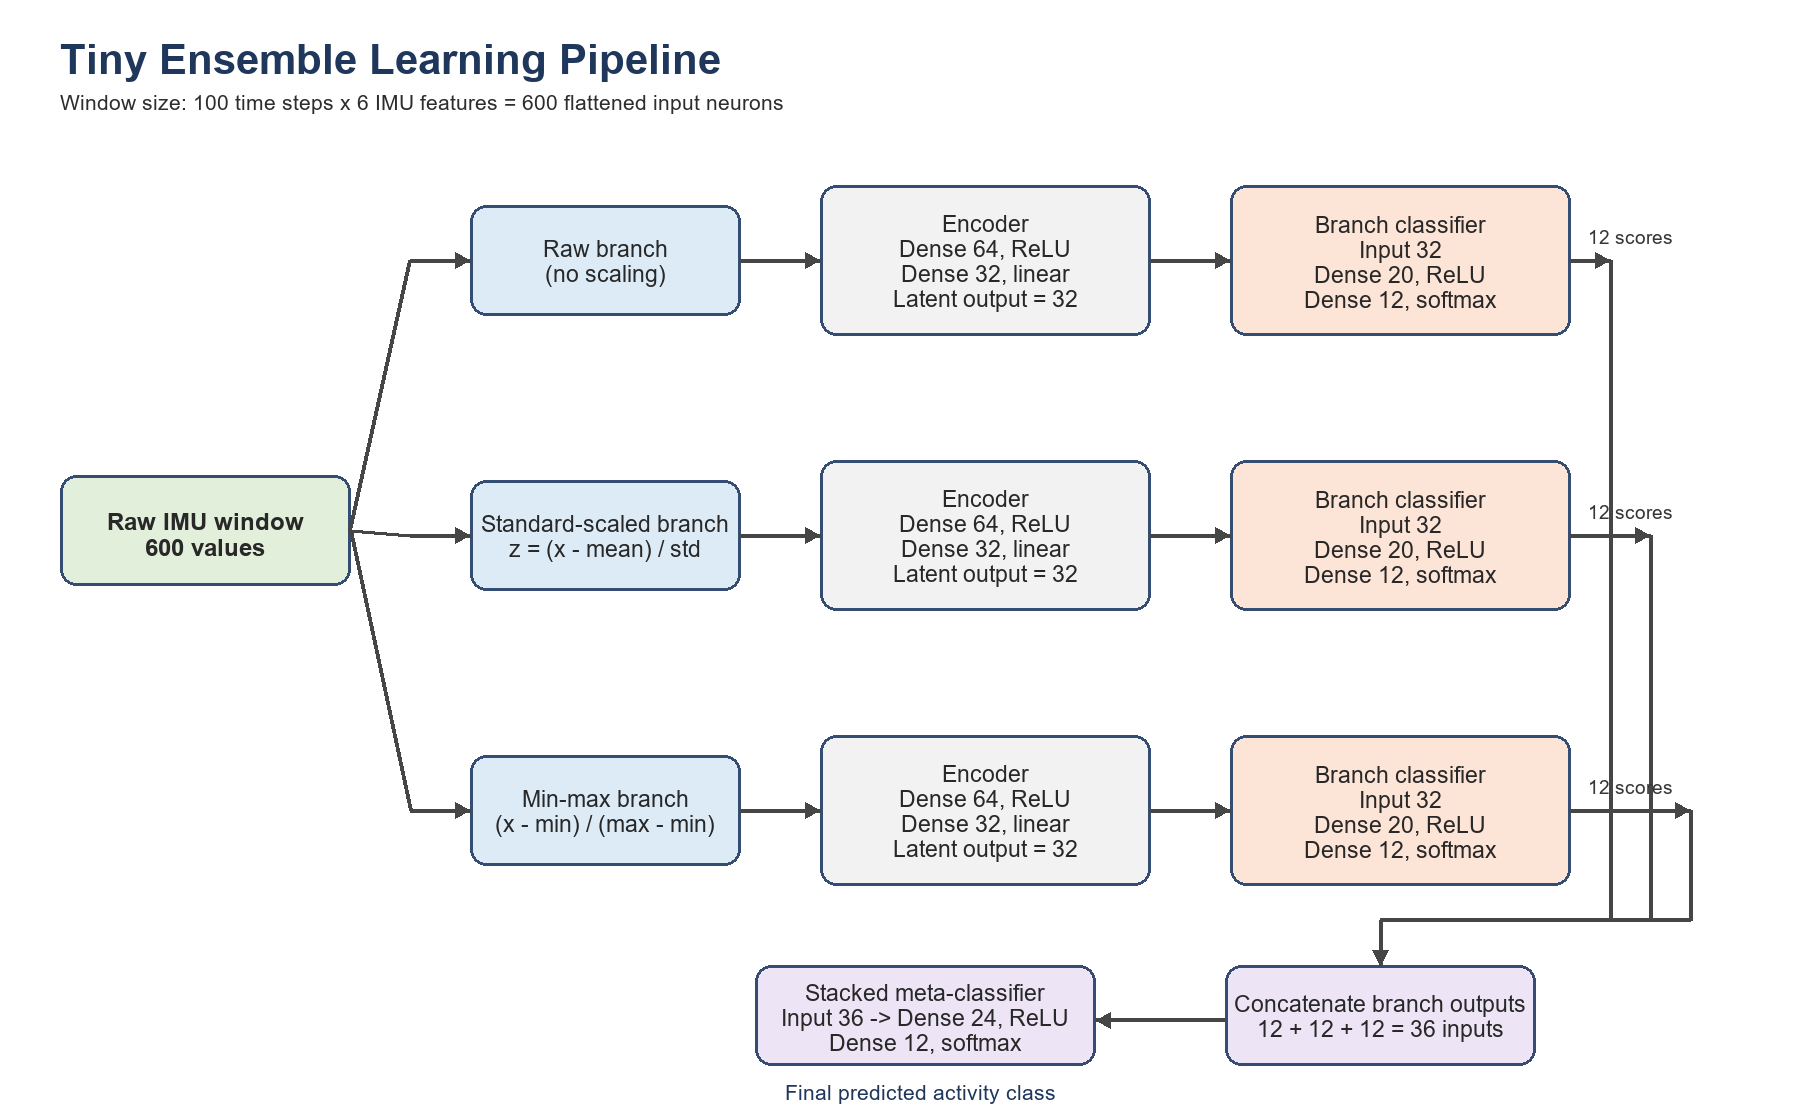 Tiny Ensemble Learning Pipeline
Window size: 100 time steps x 6 IMU features = 600 flattened input neurons
Raw IMU window
600 values
Raw branch
(no scaling)
Encoder
Dense 64, ReLU
Dense 32, linear
Latent output = 32
Branch classifier
Input 32
Dense 20, ReLU
Dense 12, softmax
12 scores
Standard-scaled branch
z = (x - mean) / std
Encoder
Dense 64, ReLU
Dense 32, linear
Latent output = 32
Branch classifier
Input 32
Dense 20, ReLU
Dense 12, softmax
12 scores
Min-max branch
(x - min) / (max - min)
Encoder
Dense 64, ReLU
Dense 32, linear
Latent output = 32
Branch classifier
Input 32
Dense 20, ReLU
Dense 12, softmax
12 scores
Concatenate branch outputs
12 + 12 + 12 = 36 inputs
Stacked meta-classifier
Input 36 -> Dense 24, ReLU
Dense 12, softmax
Final predicted activity class